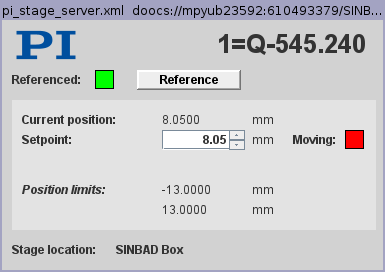 pi_stage_server.xml doocs://mpyub23592:610493379/SINB...
PI
1=Q-545.240
Referenced: Reference
Current position: 8.0500 mm
Setpoint: 8.05 mm Moving:
Position limits: -13.0000 mm
13.0000 mm
Stage location: SINBAD Box